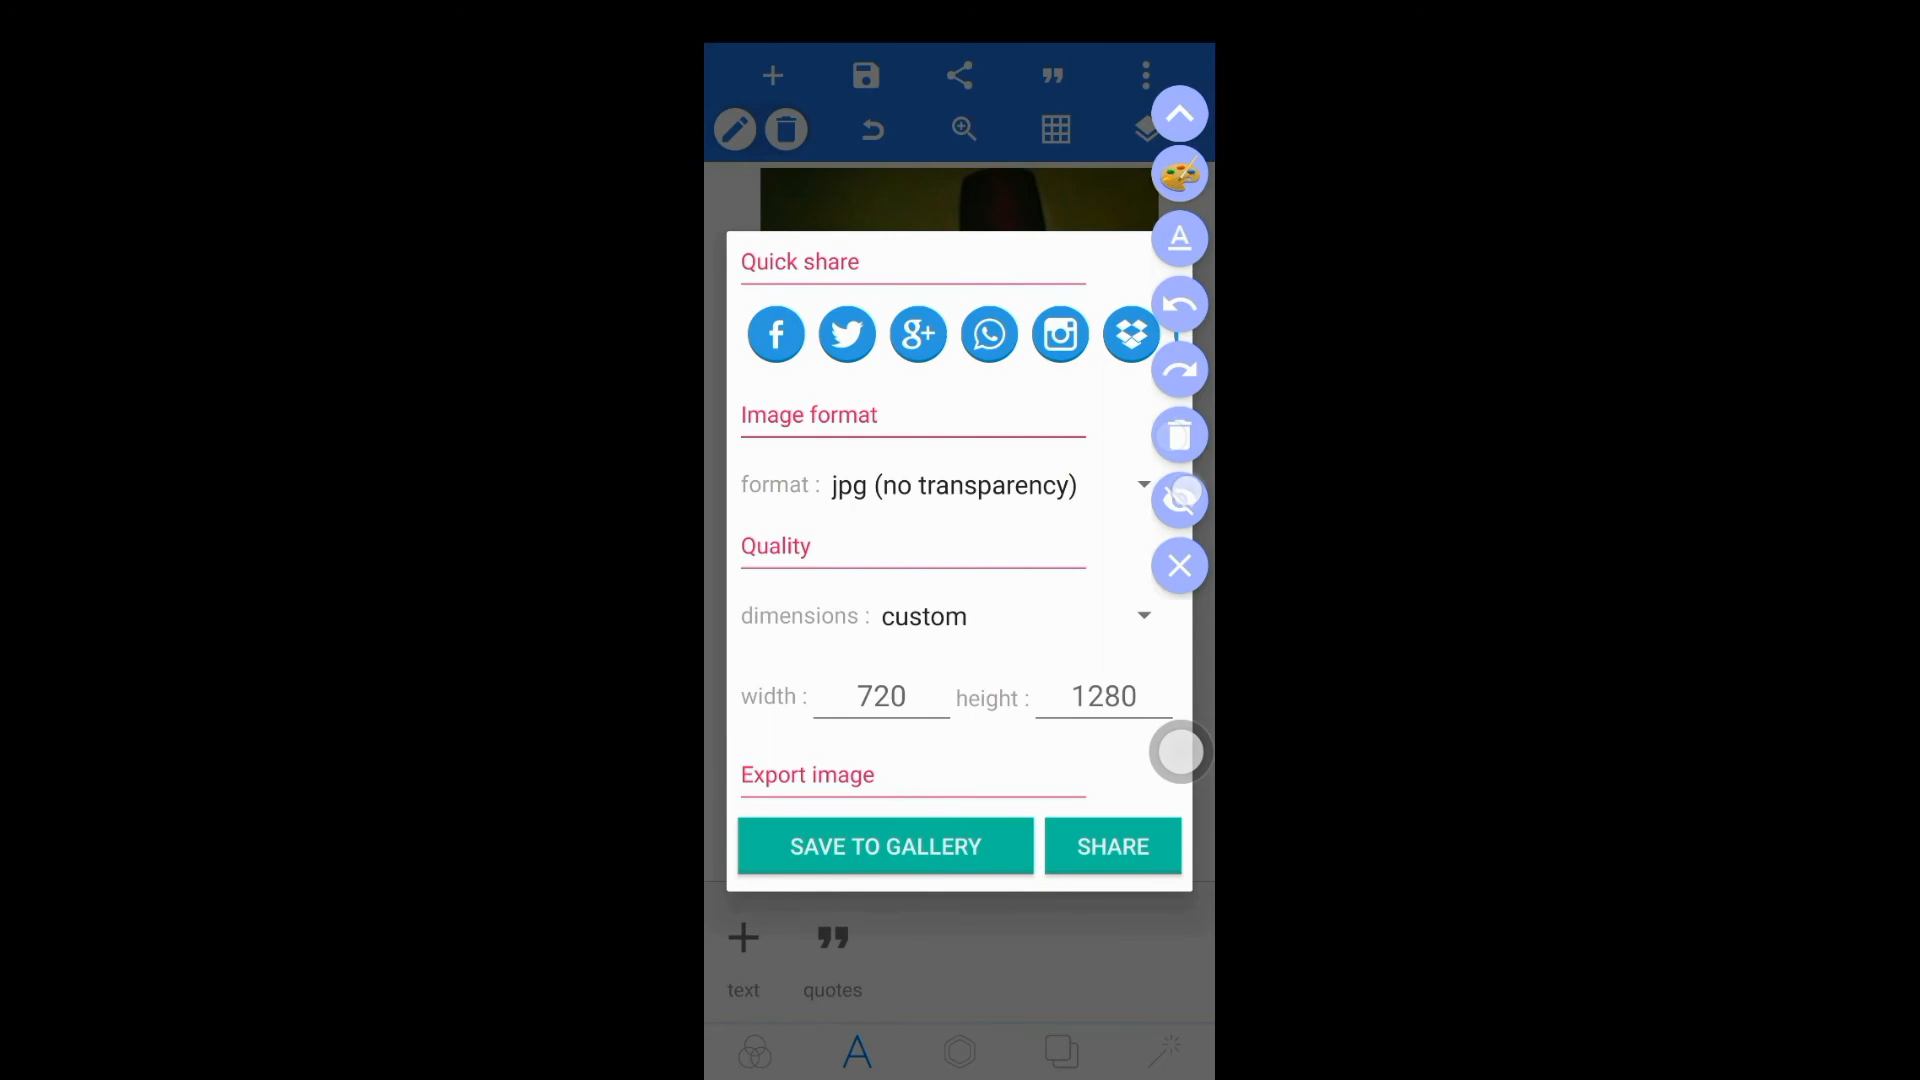 Quick share
Image format
format : jpg (no transparency)
Quality
dimensions : custom
width : 720 height : 1280
Export image
SAVE TO GALLERY SHARE
text quotes